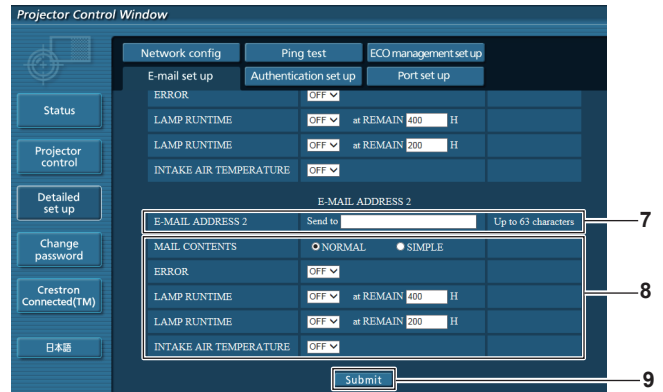 Projector Control Window
Network config Ping test ECO management set up
E-mail set up Authentication set up Port set up
Status
Projector control
Detailed set up
Change password
Crestron Connected(TM)
日本語
ERROR OFF
LAMP RUNTIME OFF at REMAIN 400 H
LAMP RUNTIME OFF at REMAIN 200 H
INTAKE AIR TEMPERATURE OFF
E-MAIL ADDRESS 2
E-MAIL ADDRESS 2 Send to Up to 63 characters 7
MAIL CONTENTS NORMAL SIMPLE
ERROR OFF
LAMP RUNTIME OFF at REMAIN 400 H 8
LAMP RUNTIME OFF at REMAIN 200 H
INTAKE AIR TEMPERATURE OFF
Submit 9